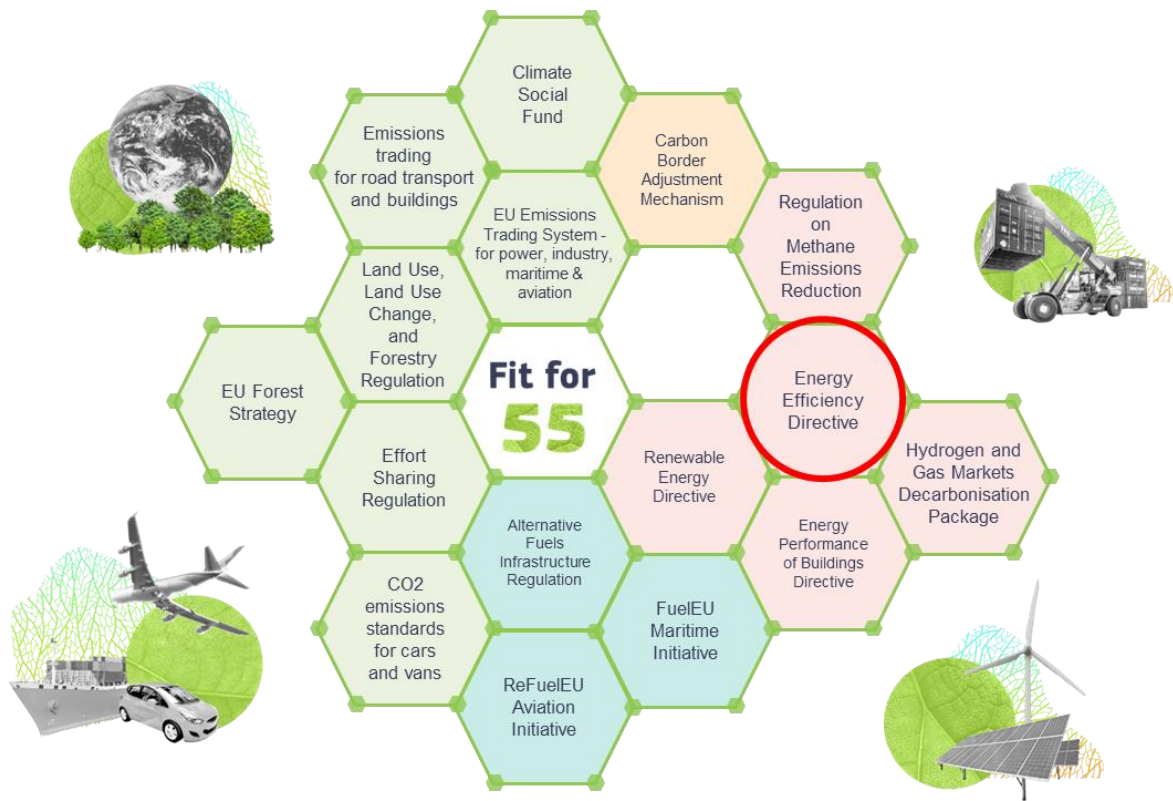 Climate
Social
Fund
Emissions
trading
for road transport
and buildings
Carbon
Border
Adjustment
Mechanism
EU Emissions
Trading System -
for power, industry,
maritime &
aviation
Regulation
on
Methane
Emissions
Reduction
Land Use,
Land Use
Change,
and
Forestry
Regulation
EU Forest
Strategy
Fit for
55
Energy
Efficiency
Directive
Effort
Sharing
Regulation
Renewable
Energy
Directive
Hydrogen and
Gas Markets
Decarbonisation
Package
Alternative
Fuels
Infrastructure
Regulation
Energy
Performance
of Buildings
Directive
CO2
emissions
standards
for cars
and vans
FuelEU
Maritime
Initiative
ReFuelEU
Aviation
Initiative